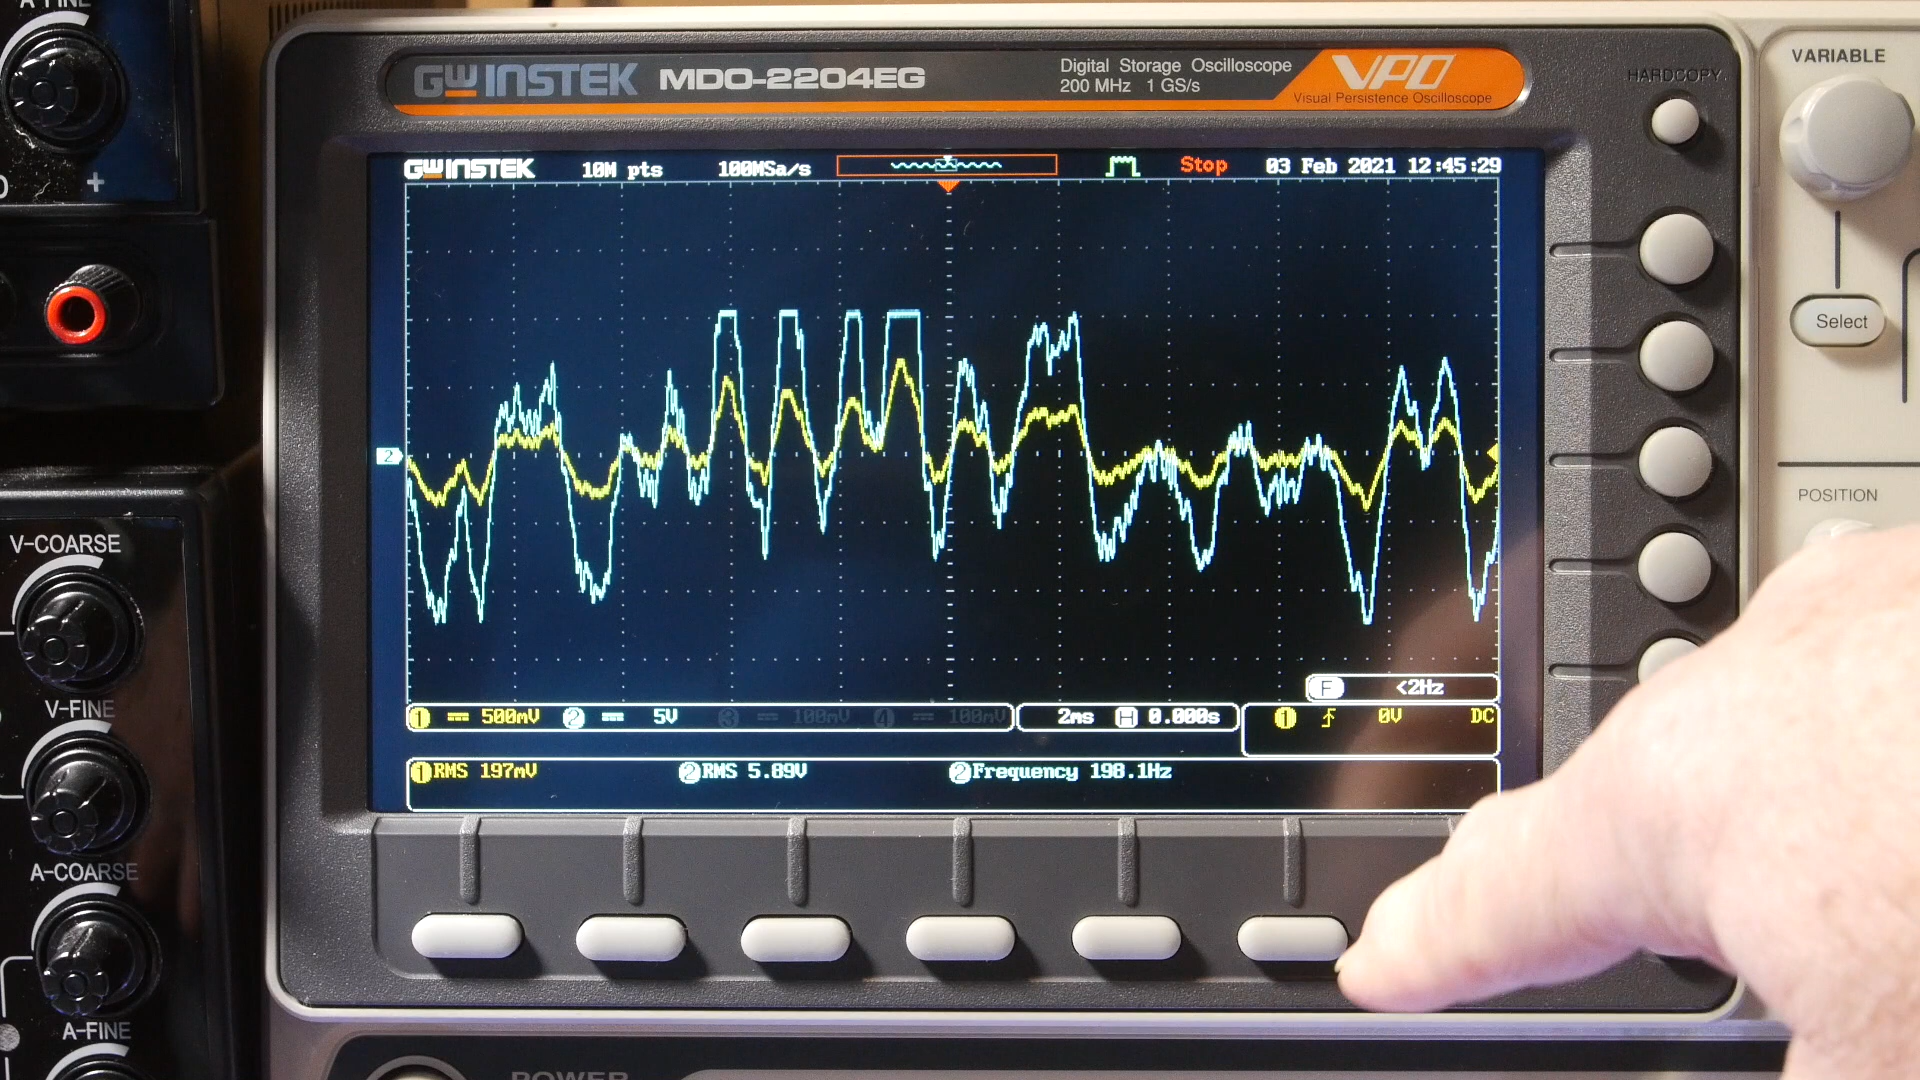 A-FINE
GW INSTEK MDO-2204EG
Digital Storage Oscilloscope
200 MHz 1 GS/s
VPO
Visual Persistence Oscilloscope
HARDCOPY
VARIABLE
GW INSTEK 10M pts 100MSa/s Stop 03 Feb 2021 12:45:29
+
Select
2
POSITION
V-COARSE
F <2Hz
1 500mV 2 5V 3 100mV 4 100mV 2ms H 0.000s 1 0V DC
V-FINE
1 RMS 197mV 2 RMS 5.89V 2 Frequency 198.1Hz
A-COARSE
A-FINE
POWER